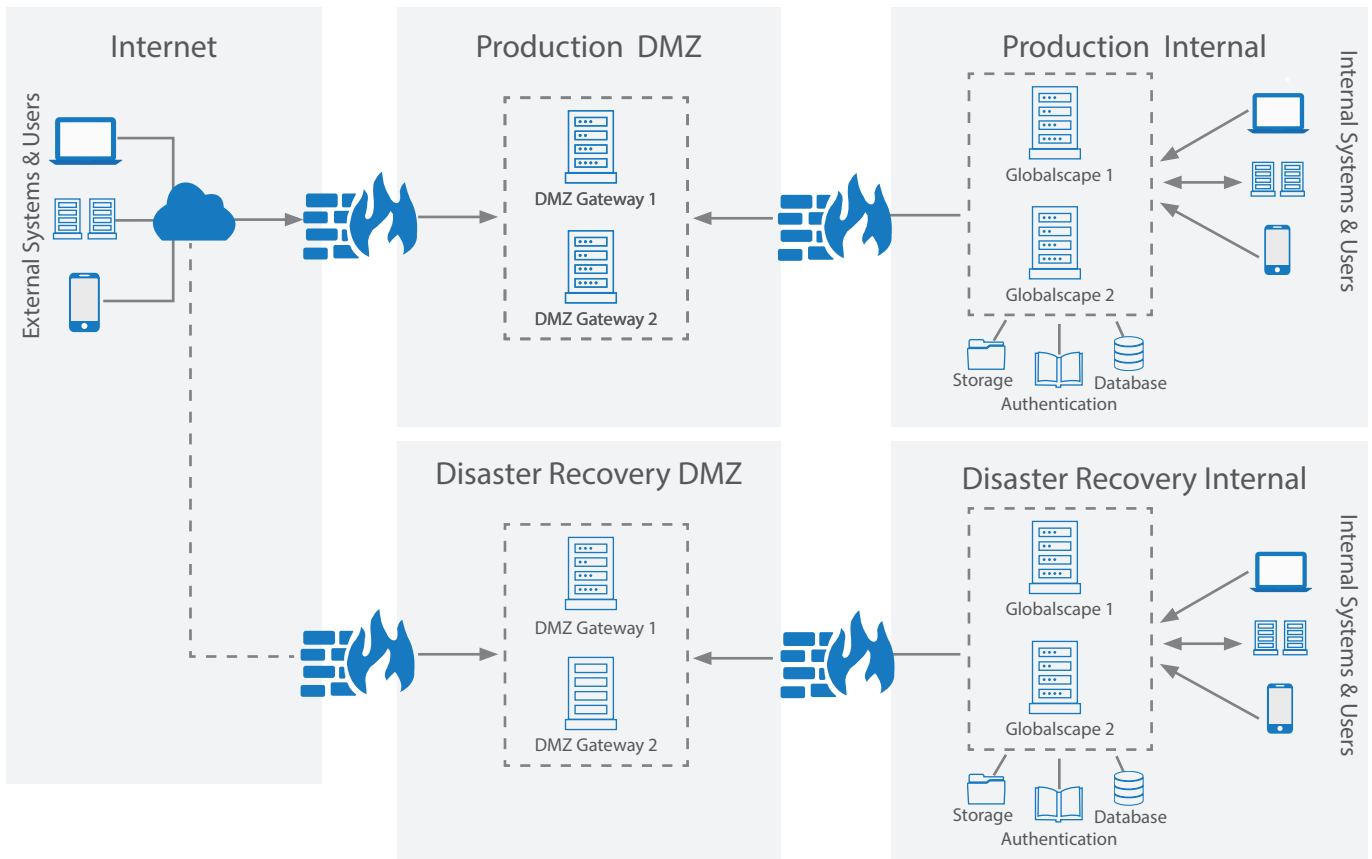 Internet
External Systems & Users
Production DMZ
DMZ Gateway 1
DMZ Gateway 2
Production Internal
Globalscape 1
Globalscape 2
Storage
Authentication
Database
Internal Systems & Users
Disaster Recovery DMZ
DMZ Gateway 1
DMZ Gateway 2
Disaster Recovery Internal
Globalscape 1
Globalscape 2
Storage
Authentication
Database
Internal Systems & Users